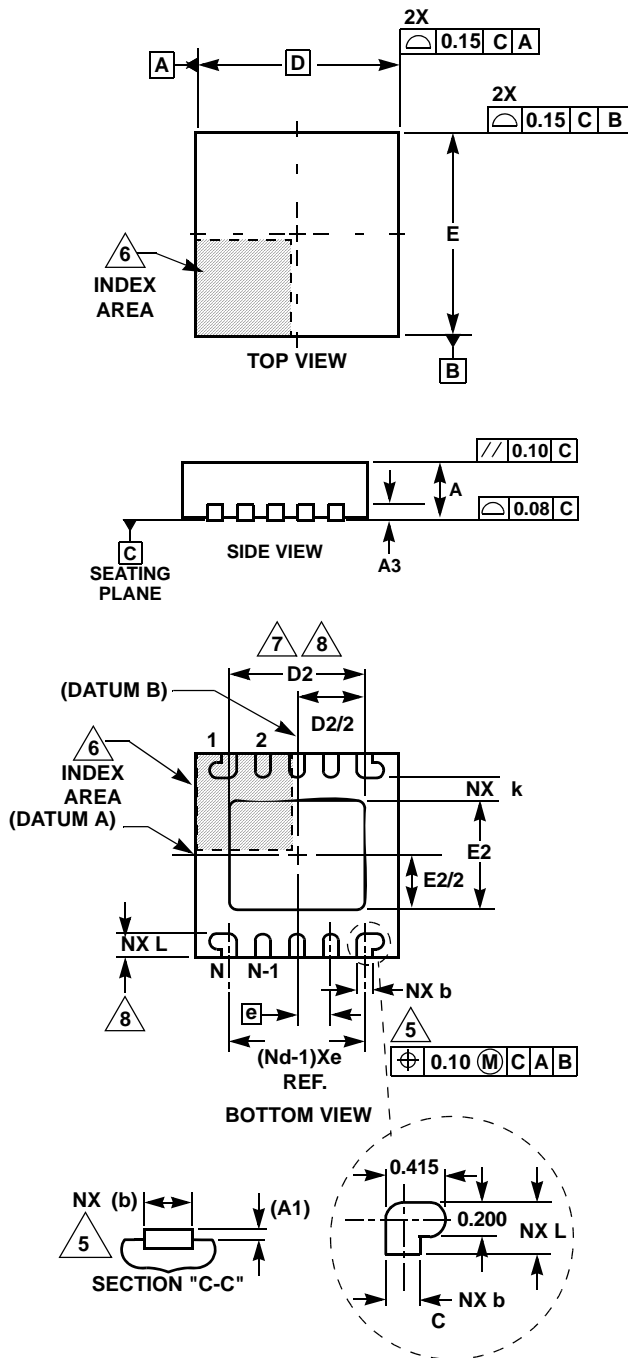 2X
⌓ 0.15 C A
A
D
2X
⌓ 0.15 C B
E
6
INDEX
AREA
TOP VIEW
B
// 0.10 C
A
⌓ 0.08 C
C
SEATING
PLANE
SIDE VIEW
A3
7 8
D2
(DATUM B)
D2/2
6
INDEX
AREA
1 2
(DATUM A)
NX k
E2
E2/2
NX L
N N-1
8
NX b
e
5
(Nd-1)Xe
REF.
⌖ 0.10 Ⓜ C A B
BOTTOM VIEW
NX (b)
(A1)
5
SECTION "C-C"
0.415
0.200
NX L
NX b
C